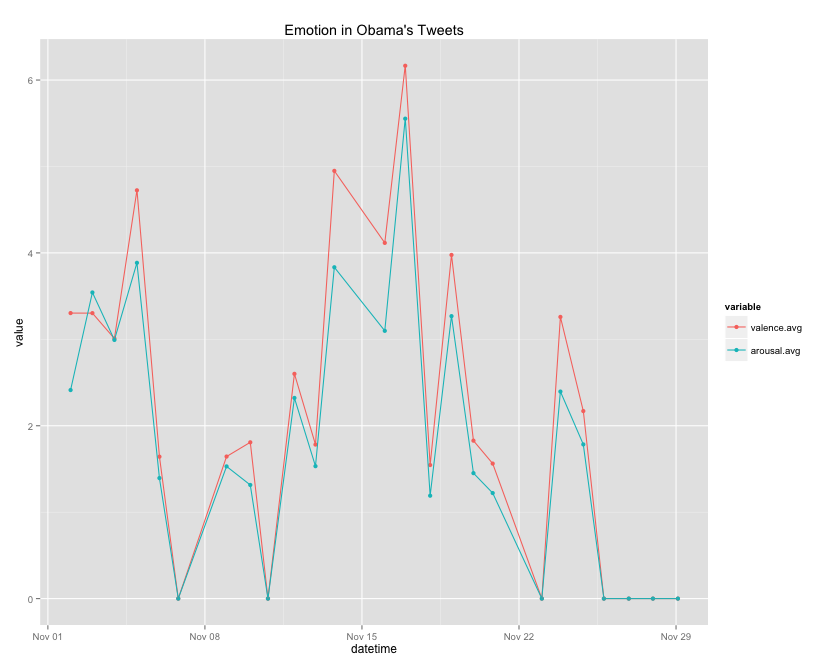 Emotion in Obama's Tweets
6
4
2
0
value
Nov 01
Nov 08
Nov 15
Nov 22
Nov 29
datetime
variable
valence.avg
arousal.avg